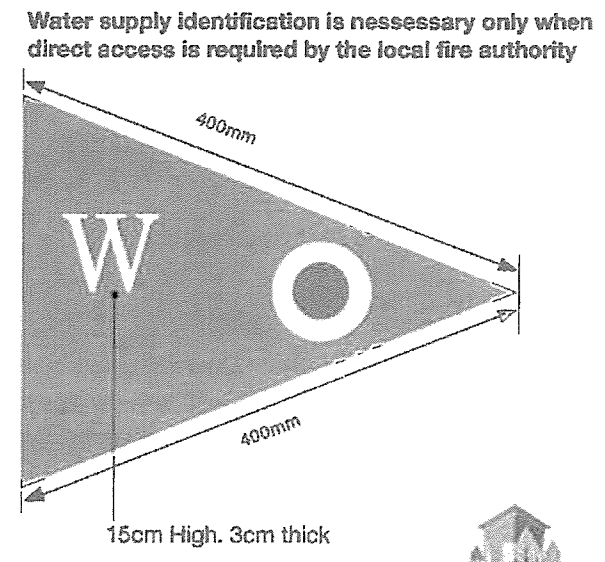 Water supply identification is nessessary only when
direct access is required by the local fire authority
400mm
W
400mm
15cm High. 3cm thick